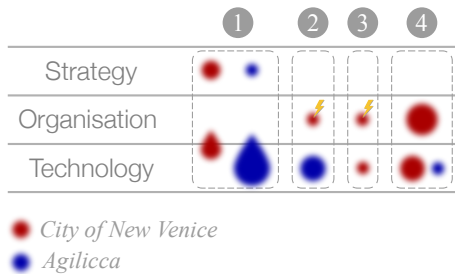 1 2 3 4
Strategy
Organisation
Technology
City of New Venice
Agilicca